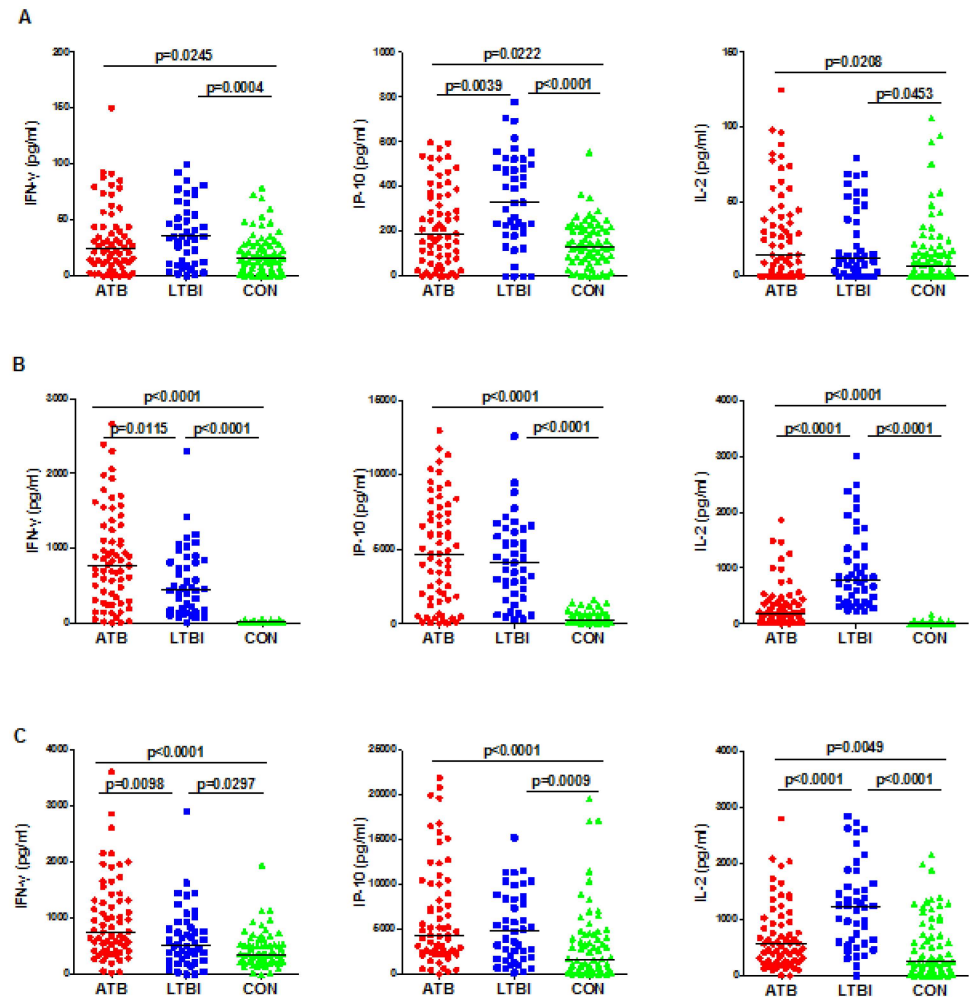 A
IFN-γ (pg/ml)
200
150
100
50
0
p=0.0245
p=0.0004
ATB LTBI CON
IP-10 (pg/ml)
1000
800
600
400
200
0
p=0.0222
p=0.0039 p<0.0001
ATB LTBI CON
IL-2 (pg/ml)
150
100
50
0
p=0.0208
p=0.0453
ATB LTBI CON
B
IFN-γ (pg/ml)
3000
2000
1000
0
p<0.0001
p=0.0115 p<0.0001
ATB LTBI CON
IP-10 (pg/ml)
15000
10000
5000
0
p<0.0001
p<0.0001
ATB LTBI CON
IL-2 (pg/ml)
4000
3000
2000
1000
0
p<0.0001
p<0.0001 p<0.0001
ATB LTBI CON
C
IFN-γ (pg/ml)
4000
3000
2000
1000
0
p<0.0001
p=0.0098 p=0.0297
ATB LTBI CON
IP-10 (pg/ml)
25000
20000
15000
10000
5000
0
p<0.0001
p=0.0009
ATB LTBI CON
IL-2 (pg/ml)
4000
3000
2000
1000
0
p=0.0049
p<0.0001 p<0.0001
ATB LTBI CON